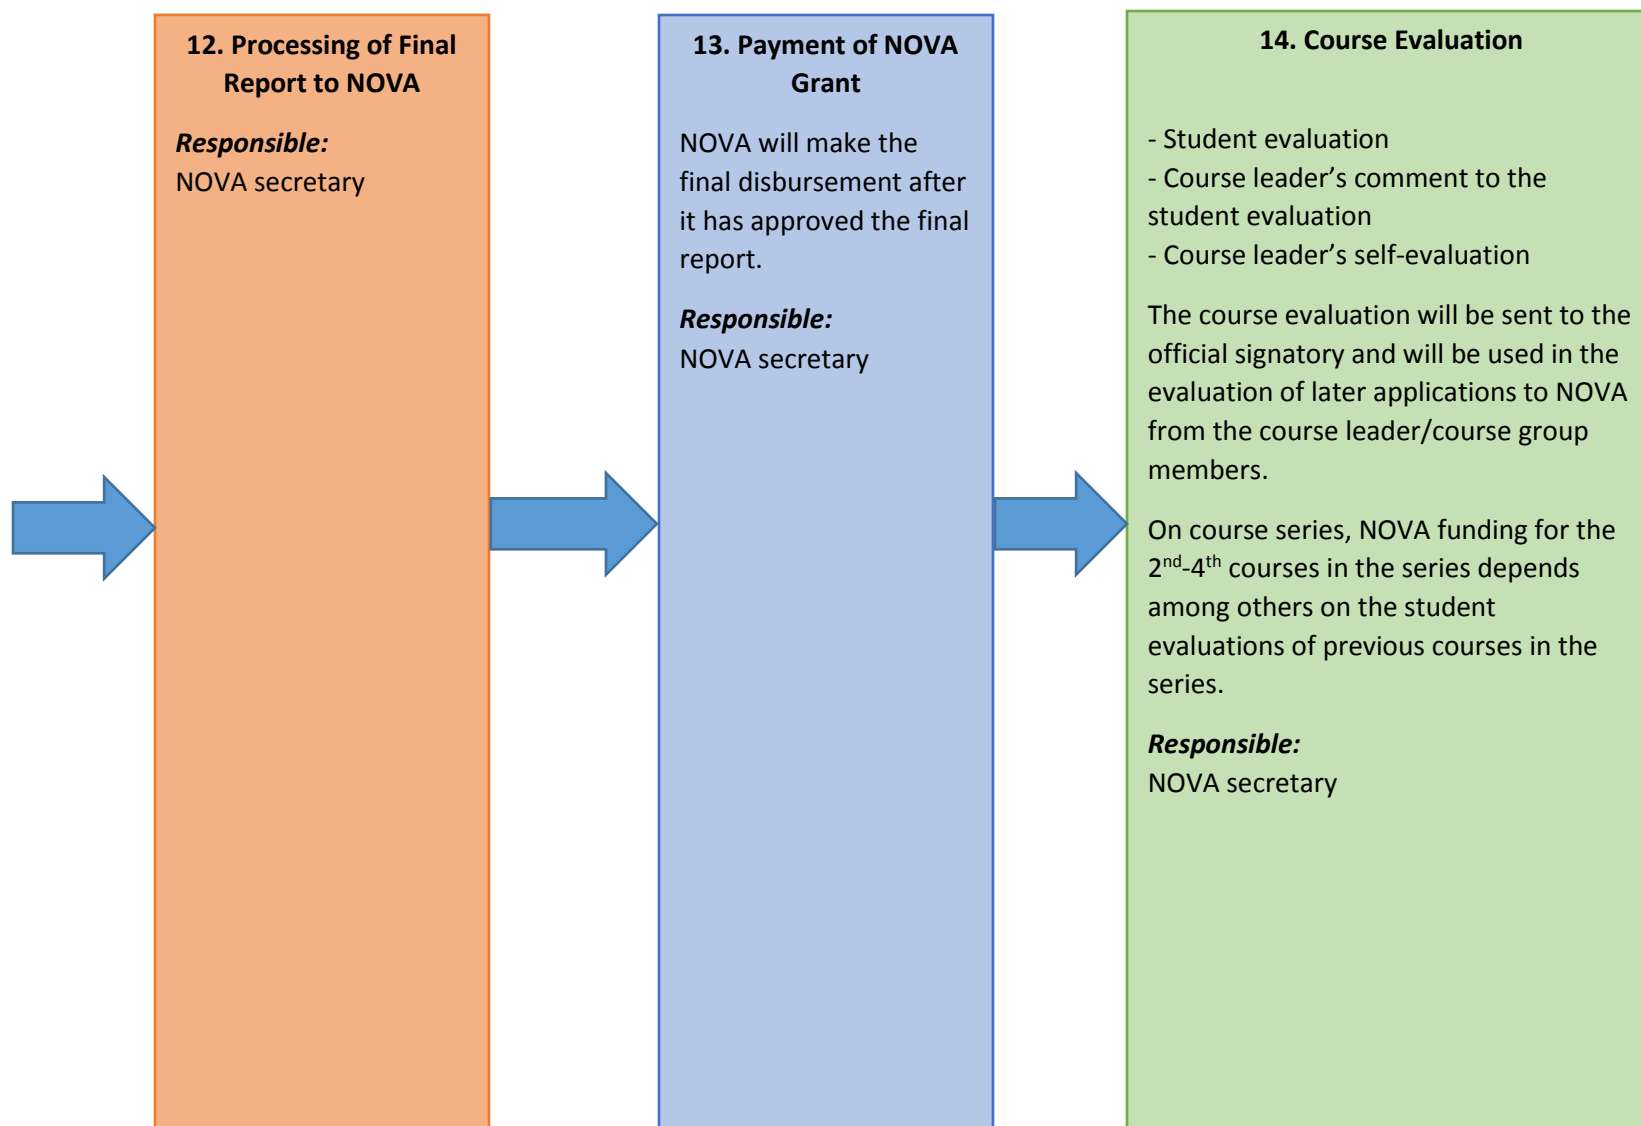 12. Processing of Final
Report to NOVA
Responsible:
NOVA secretary
13. Payment of NOVA
Grant
NOVA will make the
final disbursement after
it has approved the final
report.
Responsible:
NOVA secretary
14. Course Evaluation
- Student evaluation
- Course leader’s comment to the
student evaluation
- Course leader’s self-evaluation
The course evaluation will be sent to the
official signatory and will be used in the
evaluation of later applications to NOVA
from the course leader/course group
members.
On course series, NOVA funding for the
2nd-4th courses in the series depends
among others on the student
evaluations of previous courses in the
series.
Responsible:
NOVA secretary